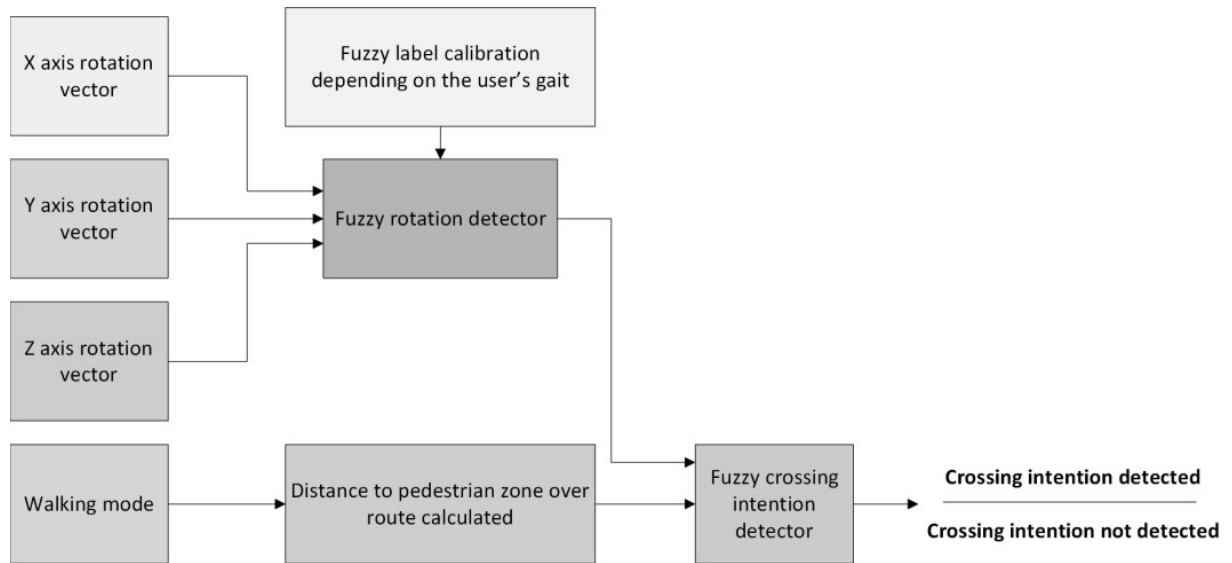 X axis rotation
vector
Fuzzy label calibration
depending on the user's gait
Y axis rotation
vector
Fuzzy rotation detector
Z axis rotation
vector
Walking mode
Distance to pedestrian zone over
route calculated
Fuzzy crossing
intention
detector
Crossing intention detected
Crossing intention not detected